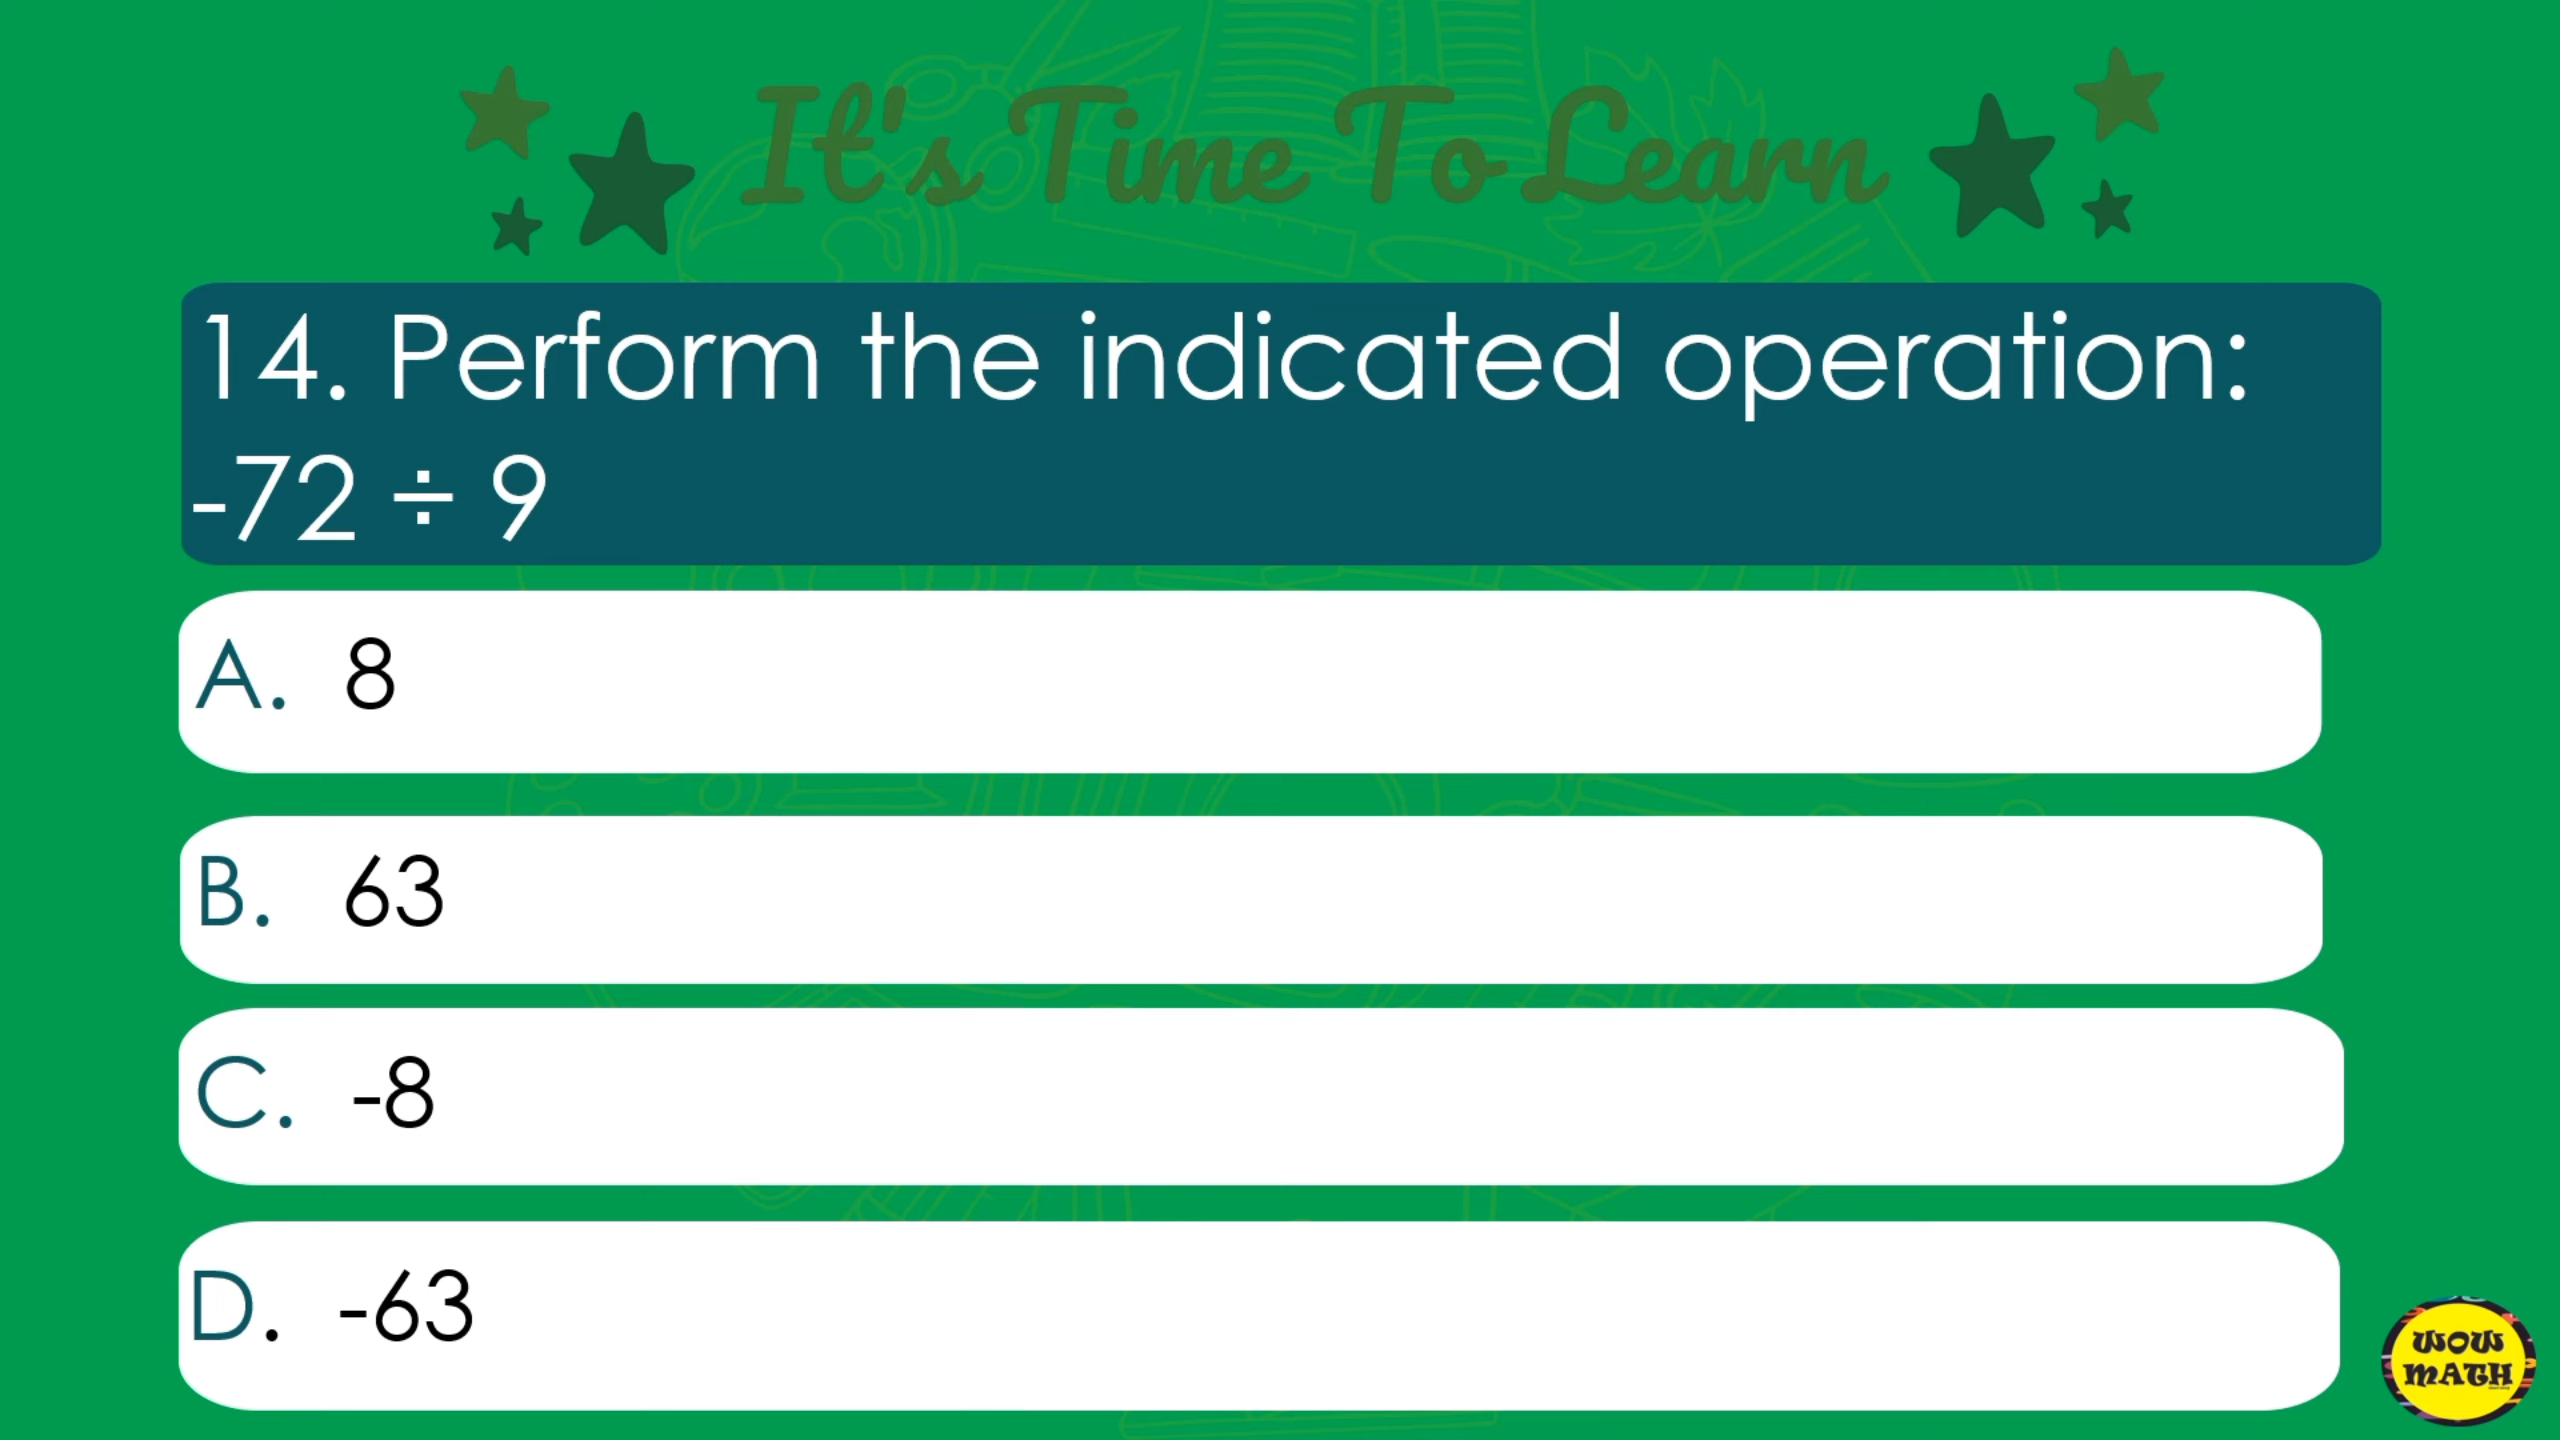 It's Time To Learn
14. Perform the indicated operation:
-72 ÷ 9
A. 8
B. 63
C. -8
D. -63
WOW
MATH